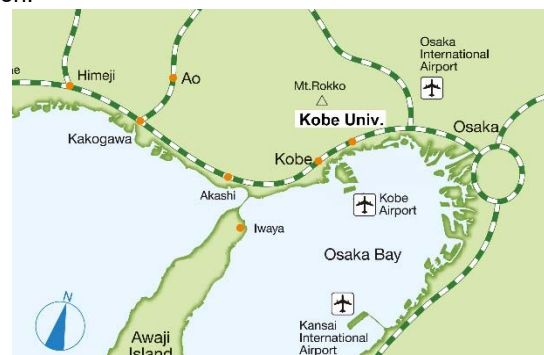 Osaka
International
Airport
Himeji
Ao
Mt.Rokko
Kobe Univ.
Kakogawa
Osaka
Kobe
Akashi
Kobe
Airport
Iwaya
Osaka Bay
N
Kansai
International
Airport
Awaji
Island